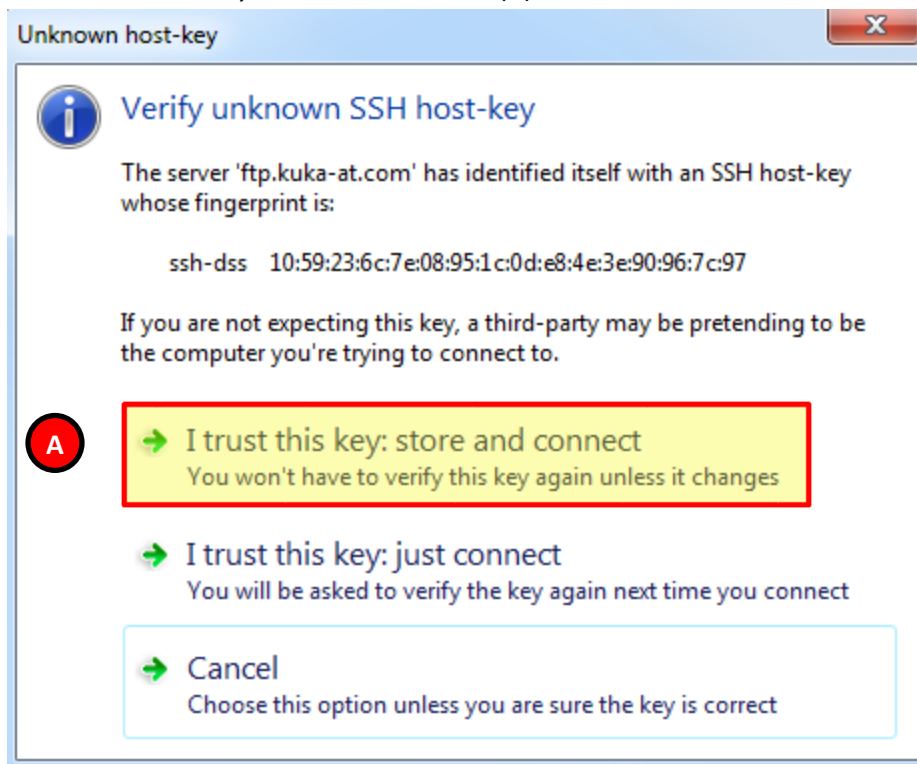 Unknown host-key
Verify unknown SSH host-key
The server 'ftp.kuka-at.com' has identified itself with an SSH host-key
whose fingerprint is:
ssh-dss 10:59:23:6c:7e:08:95:1c:0d:e8:4e:3e:90:96:7c:97
If you are not expecting this key, a third-party may be pretending to be
the computer you're trying to connect to.
A
I trust this key: store and connect
You won't have to verify this key again unless it changes
I trust this key: just connect
You will be asked to verify the key again next time you connect
Cancel
Choose this option unless you are sure the key is correct